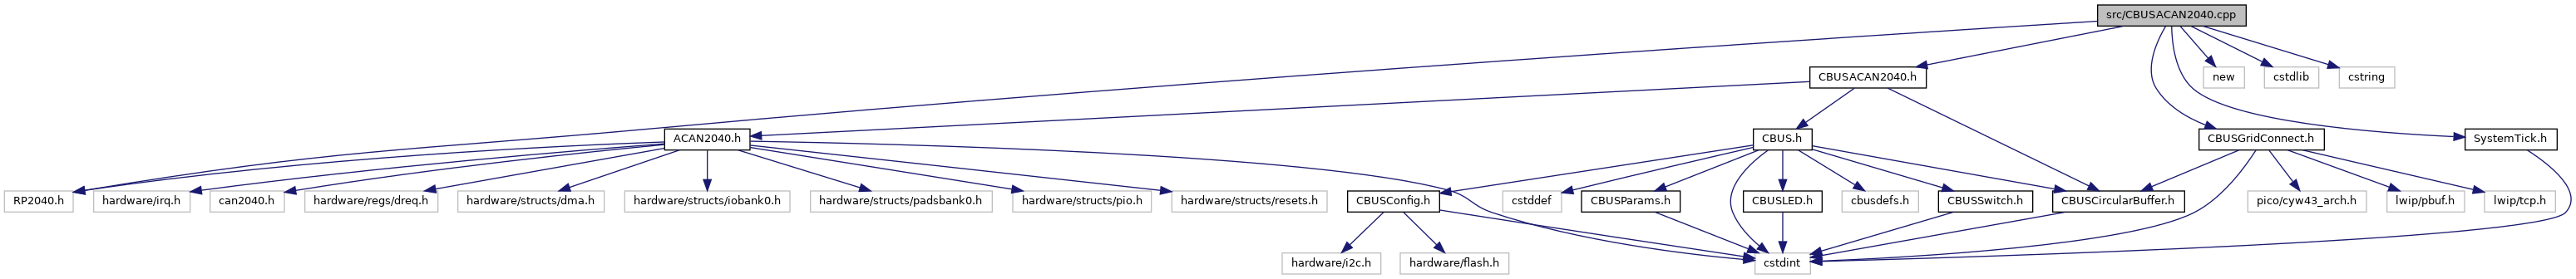 src/CBUSACAN2040.cpp
CBUSACAN2040.h
new
cstdlib
cstring
ACAN2040.h
CBUS.h
CBUSGridConnect.h
SystemTick.h
RP2040.h
hardware/irq.h
can2040.h
hardware/regs/dreq.h
hardware/structs/dma.h
hardware/structs/iobank0.h
hardware/structs/padsbank0.h
hardware/structs/pio.h
hardware/structs/resets.h
CBUSConfig.h
cstddef
CBUSParams.h
CBUSLED.h
cbusdefs.h
CBUSSwitch.h
CBUSCircularBuffer.h
pico/cyw43_arch.h
lwip/pbuf.h
lwip/tcp.h
hardware/i2c.h
hardware/flash.h
cstdint